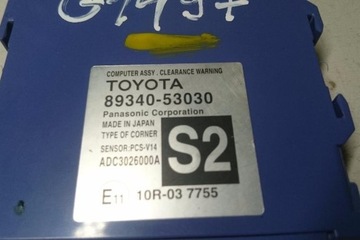 G1497
COMPUTER ASSY . CLEARANCE WARNING
TOYOTA
89340-53030
Panasonic Corporation
MADE IN JAPAN
TYPE OF CORNER
SENSOR: PCS-V14
ADC3026000A
S2
E11 10R-03 7755